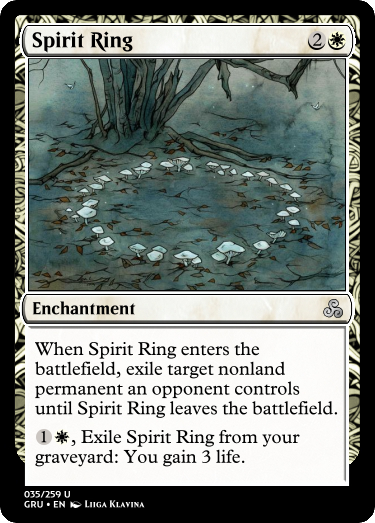 Spirit Ring 2
Enchantment
When Spirit Ring enters the
battlefield, exile target nonland
permanent an opponent controls
until Spirit Ring leaves the battlefield.
1 , Exile Spirit Ring from your
graveyard: You gain 3 life.
035/259 U
GRU • EN Liiga Klavina